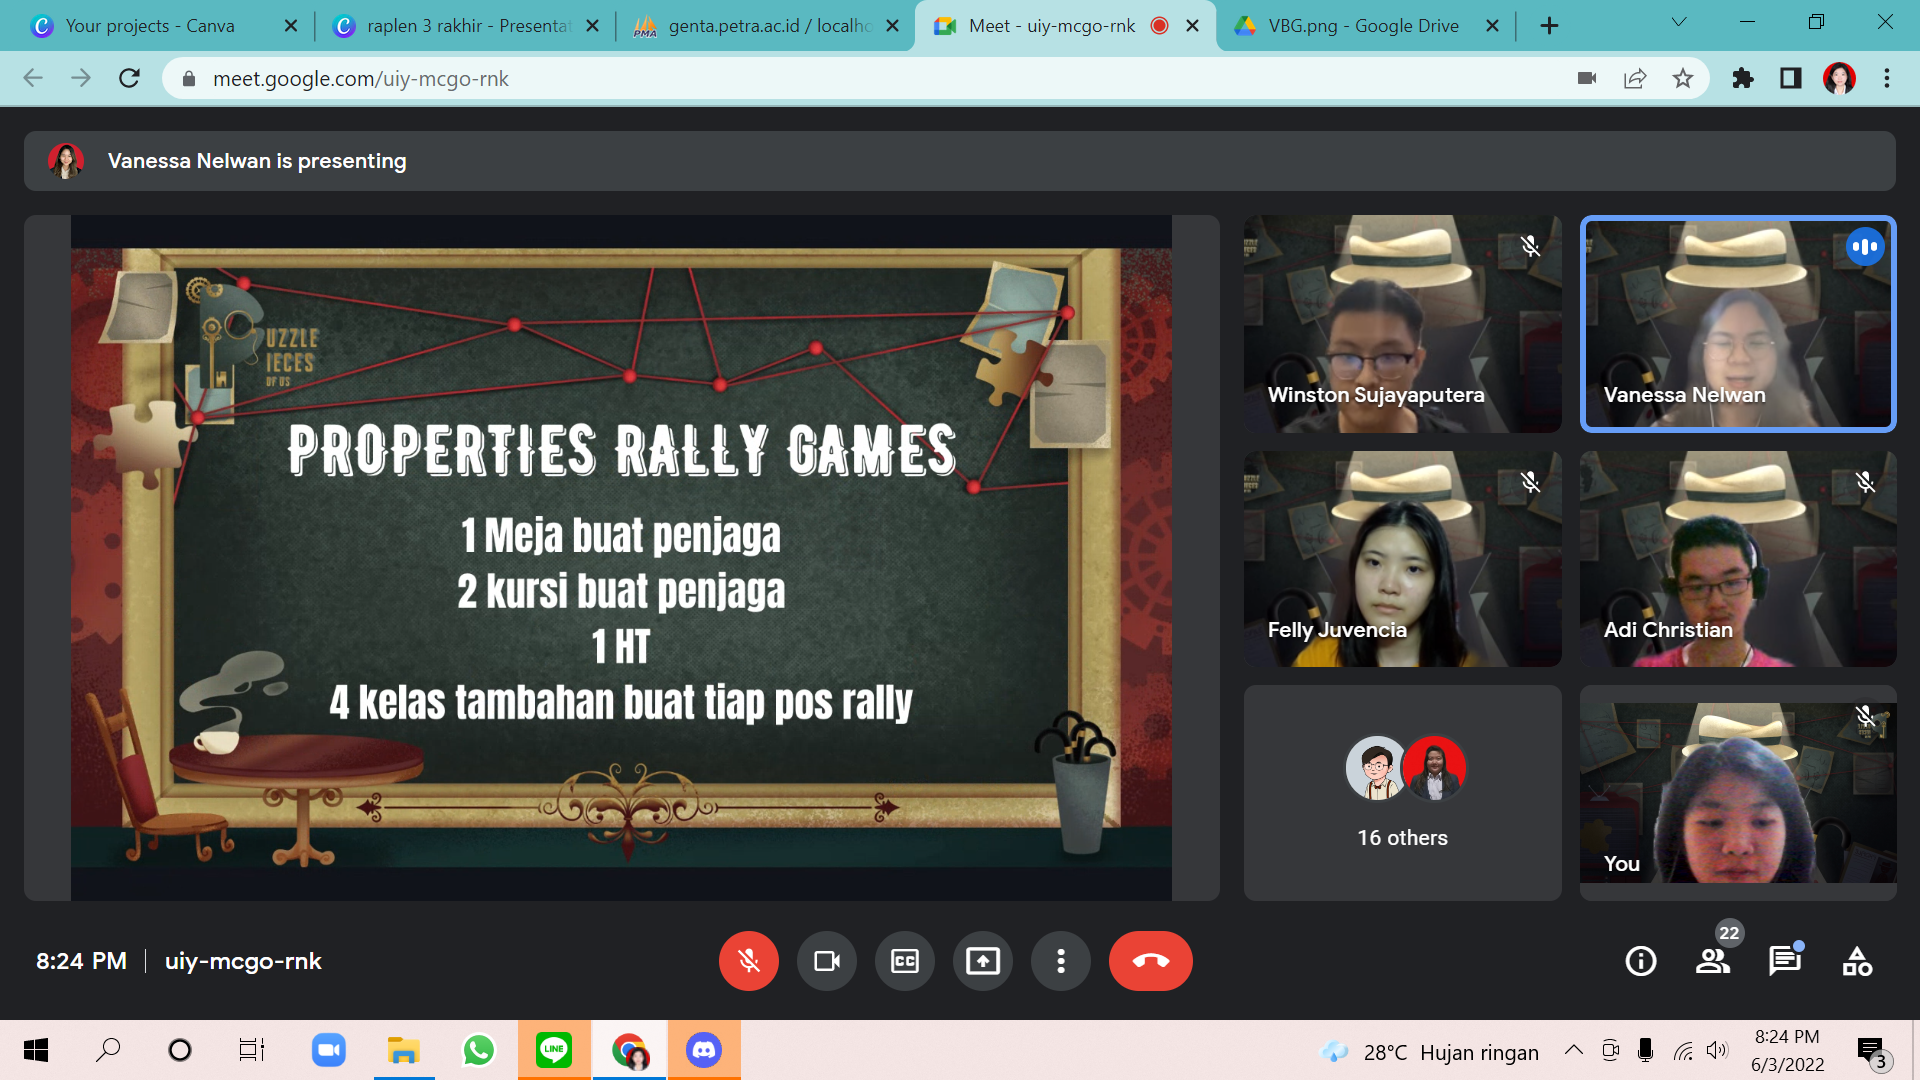 Your projects - Canva
raplen 3 rakhir - Presentat
genta.petra.ac.id / localho
Meet - uiy-mcgo-rnk
VBG.png - Google Drive
meet.google.com/uiy-mcgo-rnk
Vanessa Nelwan is presenting
UZZLE
IECES
OF US
PROPERTIES RALLY GAMES
1 Meja buat penjaga
2 kursi buat penjaga
1 HT
4 kelas tambahan buat tiap pos rally
Winston Sujayaputera
Vanessa Nelwan
Felly Juvencia
Adi Christian
16 others
You
8:24 PM
uiy-mcgo-rnk
CC
22
LINE
28°C Hujan ringan
8:24 PM
6/3/2022
3